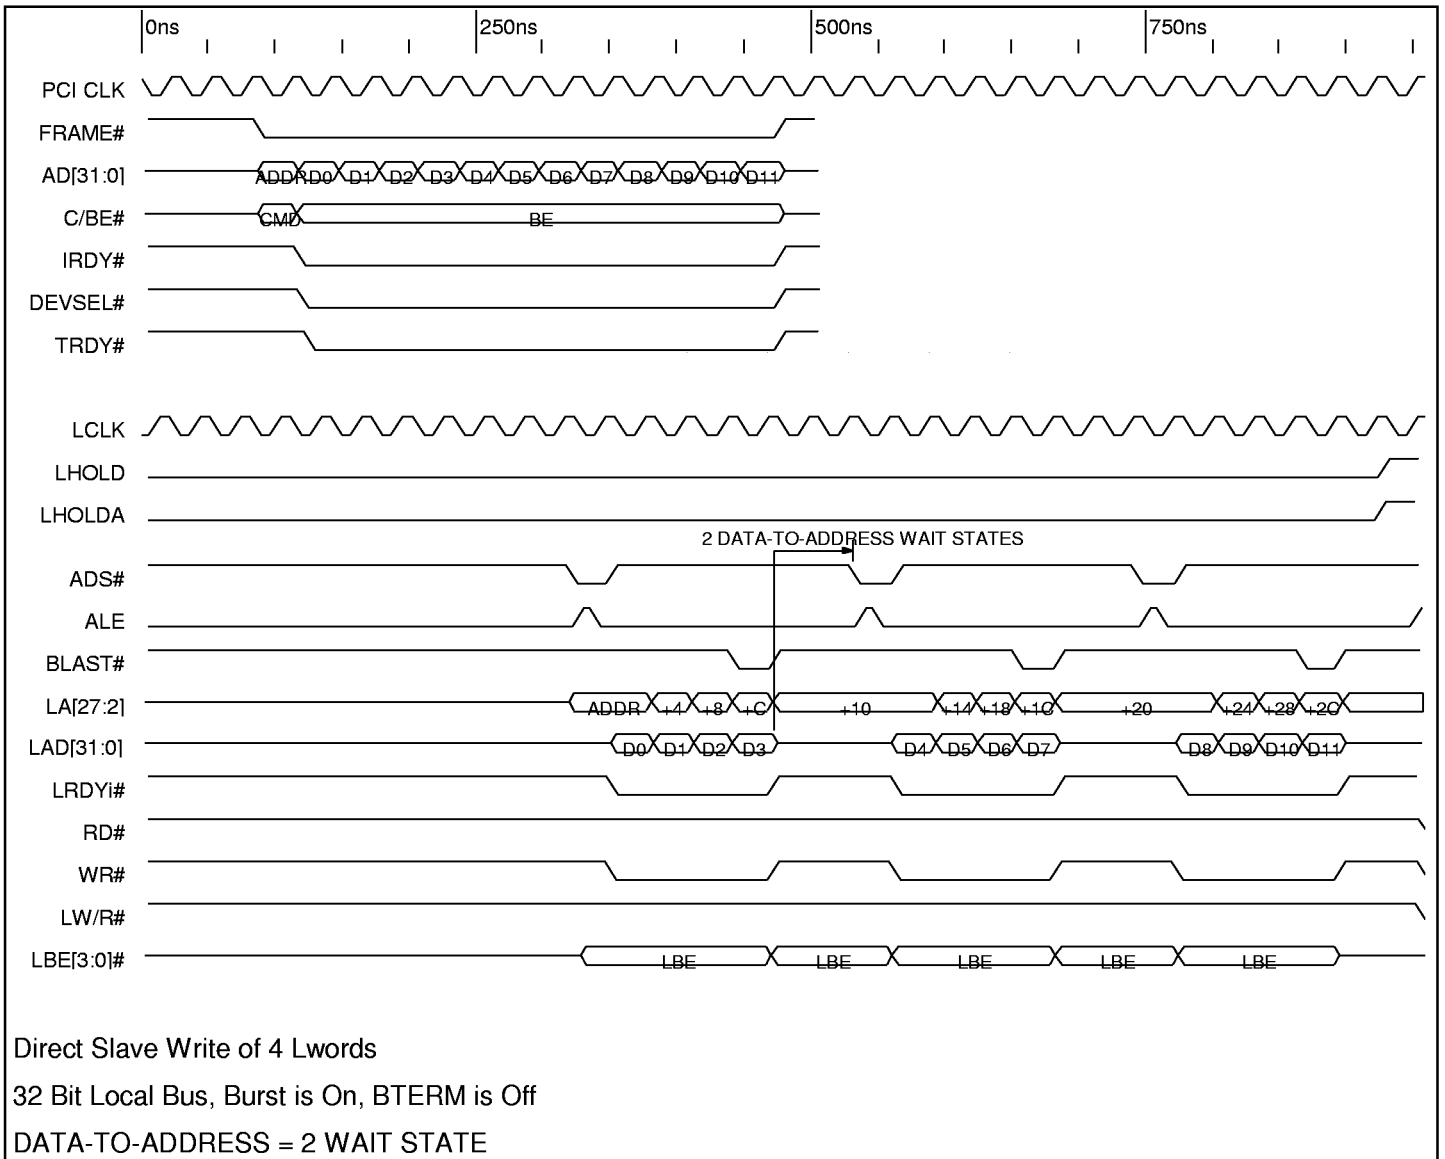 0ns 250ns 500ns 750ns
PCI CLK
FRAME#
AD[31:0] ADDR D0 D1 D2 D3 D4 D5 D6 D7 D8 D9 D10 D11
C/BE# CMD BE
IRDY#
DEVSEL#
TRDY#
LCLK
LHOLD
LHOLDA
2 DATA-TO-ADDRESS WAIT STATES
ADS#
ALE
BLAST#
LA[27:2] ADDR +4 +8 +C +10 +14 +18 +1C +20 +24 +28 +2C
LAD[31:0] D0 D1 D2 D3 D4 D5 D6 D7 D8 D9 D10 D11
LRDYi#
RD#
WR#
LW/R#
LBE[3:0]# LBE LBE LBE LBE LBE
Direct Slave Write of 4 Lwords
32 Bit Local Bus, Burst is On, BTERM is Off
DATA-TO-ADDRESS = 2 WAIT STATE